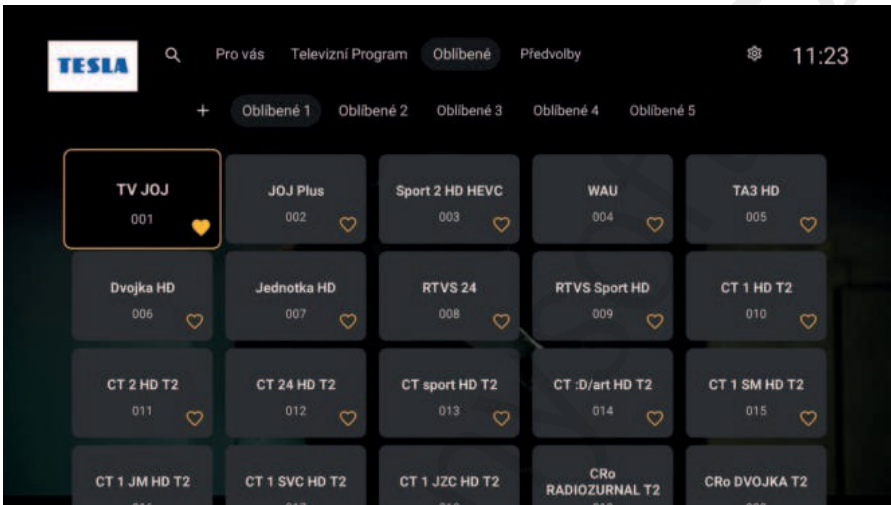 TESLA
Pro vás Televizní Program Oblíbené Předvolby 11:23
+ Oblíbené 1 Oblíbené 2 Oblíbené 3 Oblíbené 4 Oblíbené 5
TV JOJ JOJ Plus Sport 2 HD HEVC WAU TA3 HD
001 002 003 004 005
Dvojka HD Jednotka HD RTVS 24 RTVS Sport HD CT 1 HD T2
006 007 008 009 010
CT 2 HD T2 CT 24 HD T2 CT sport HD T2 CT :D/art HD T2 CT 1 SM HD T2
011 012 013 014 015
CT 1 JM HD T2 CT 1 SVC HD T2 CT 1 JZC HD T2 CRo RADIOZURNAL T2 CRo DVOJKA T2